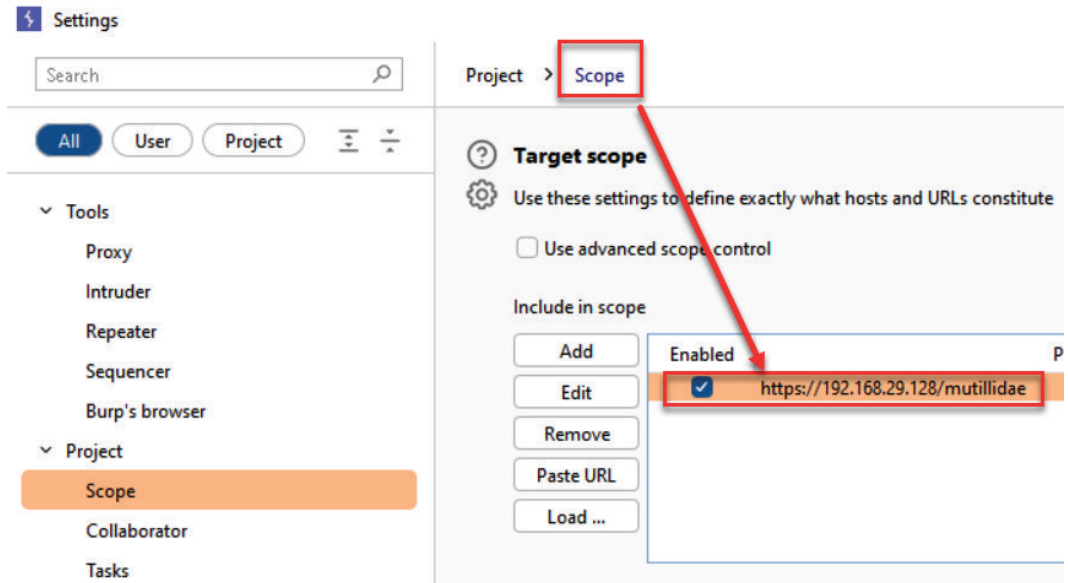 Settings
Search
All User Project
Tools
Proxy
Intruder
Repeater
Sequencer
Burp's browser
Project
Scope
Collaborator
Tasks
Project > Scope
? Target scope
Use these settings to define exactly what hosts and URLs constitute
Use advanced scope control
Include in scope
Add
Edit
Remove
Paste URL
Load ...
Enabled P
https://192.168.29.128/mutillidae